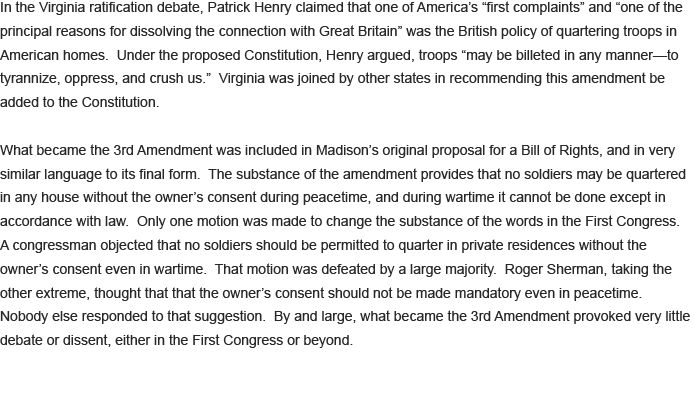 In the Virginia ratification debate, Patrick Henry claimed that one of America’s “first complaints” and “one of the
principal reasons for dissolving the connection with Great Britain” was the British policy of quartering troops in
American homes.  Under the proposed Constitution, Henry argued, troops “may be billeted in any manner—to
tyrannize, oppress, and crush us.”  Virginia was joined by other states in recommending this amendment be
added to the Constitution.

What became the 3rd Amendment was included in Madison’s original proposal for a Bill of Rights, and in very
similar language to its final form.  The substance of the amendment provides that no soldiers may be quartered
in any house without the owner’s consent during peacetime, and during wartime it cannot be done except in
accordance with law.  Only one motion was made to change the substance of the words in the First Congress.
A congressman objected that no soldiers should be permitted to quarter in private residences without the
owner’s consent even in wartime.  That motion was defeated by a large majority.  Roger Sherman, taking the
other extreme, thought that that the owner’s consent should not be made mandatory even in peacetime.
Nobody else responded to that suggestion.  By and large, what became the 3rd Amendment provoked very little
debate or dissent, either in the First Congress or beyond.